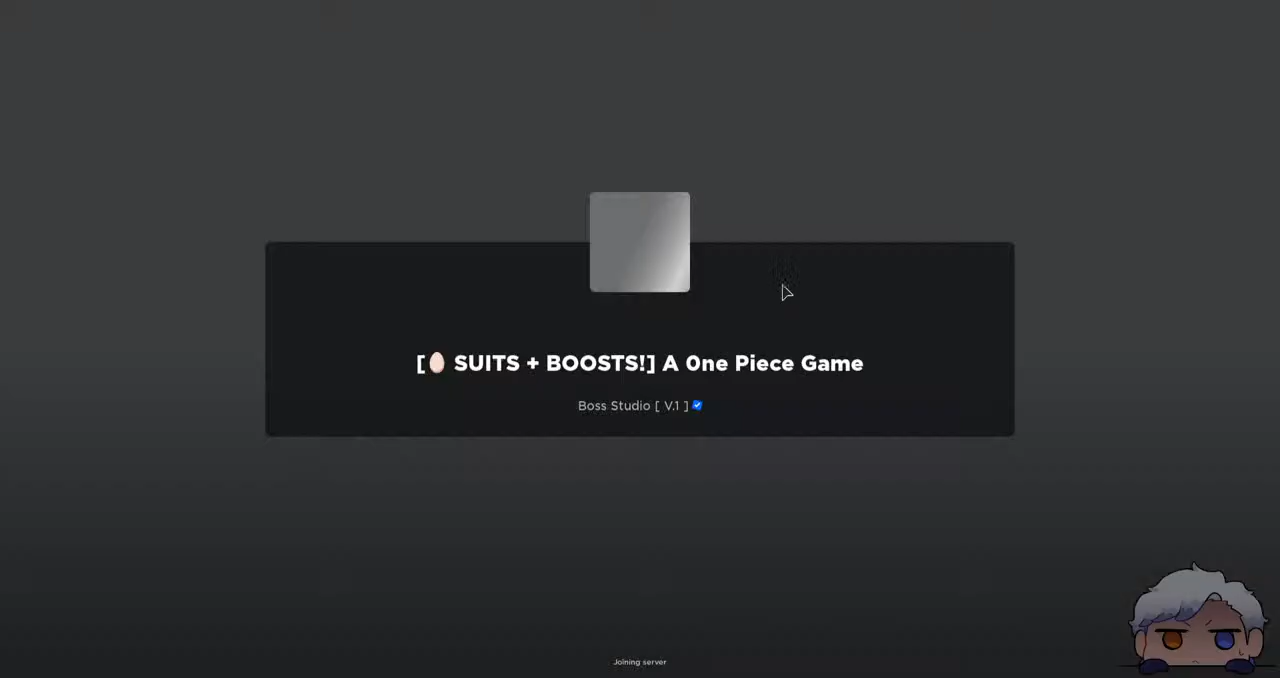 [🥚 SUITS + BOOSTS!] A 0ne Piece Game
Boss Studio [ V.1 ]
Joining server